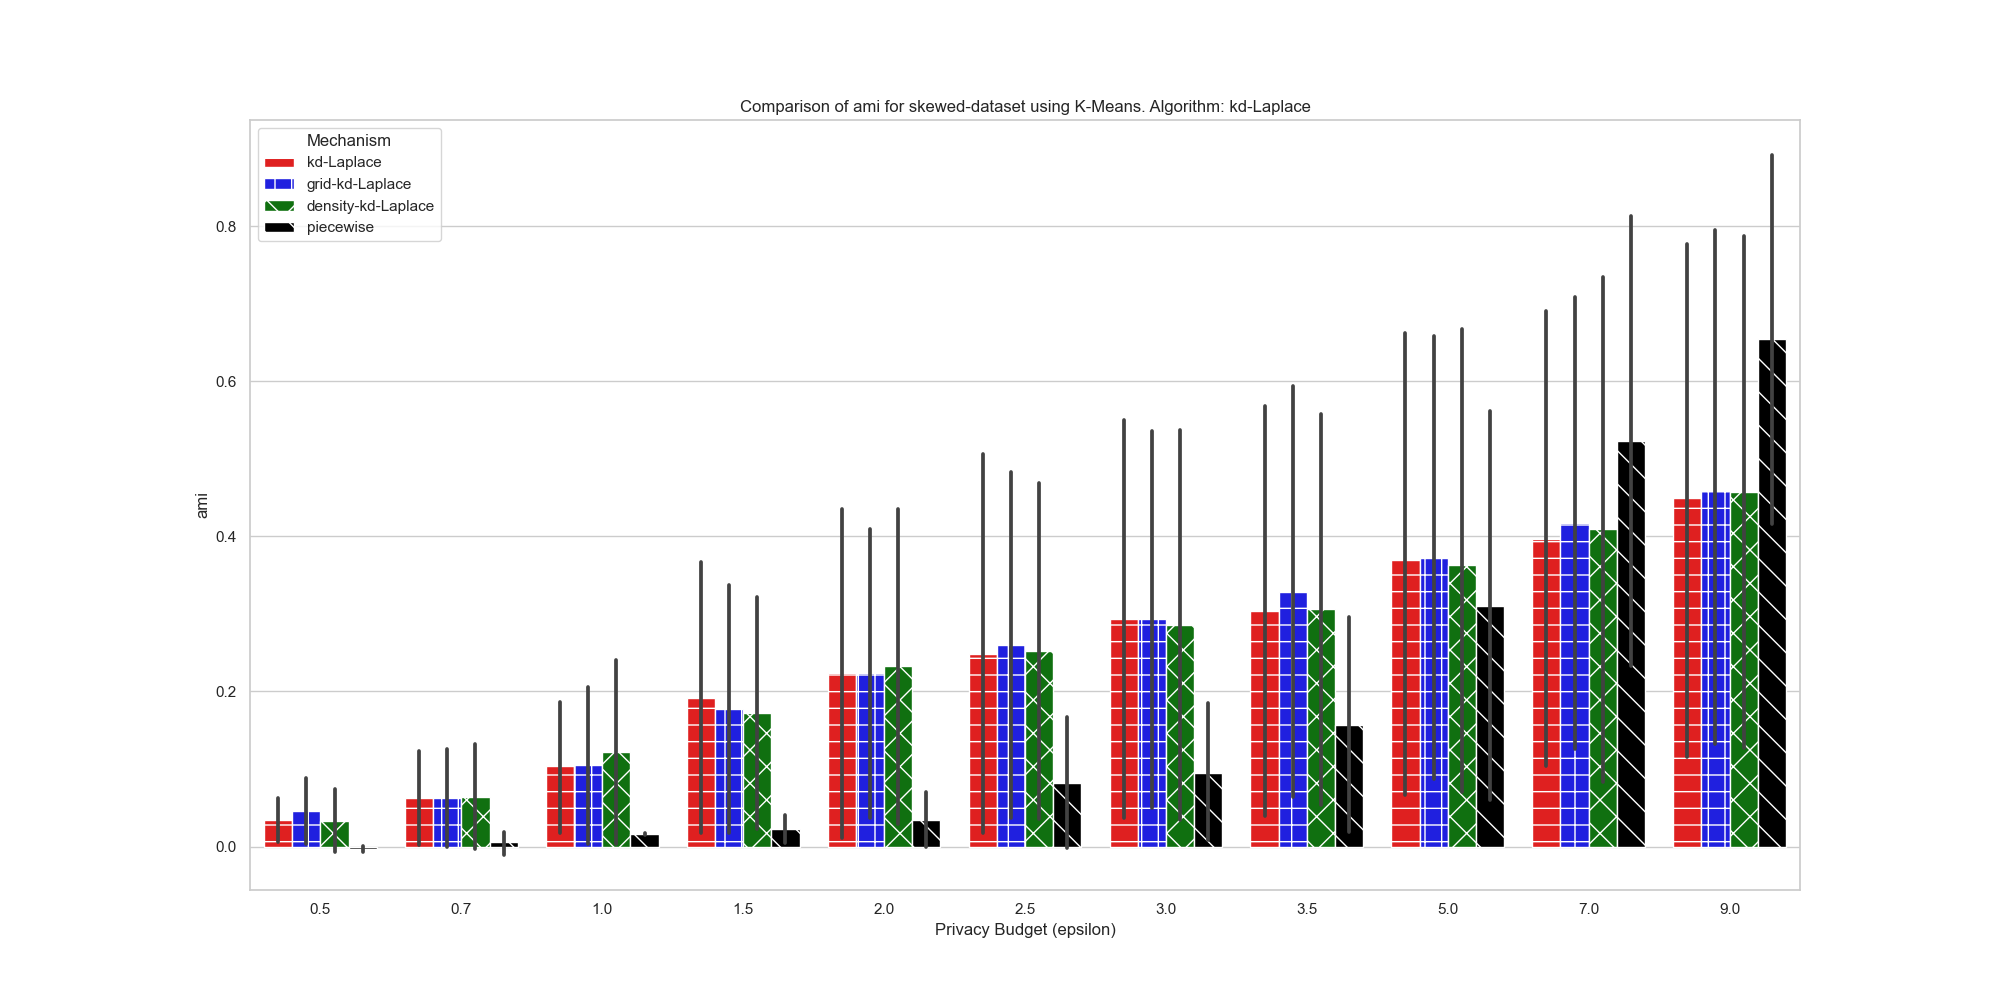 Comparison of ami for skewed-dataset using K-Means. Algorithm: kd-Laplace
Mechanism
kd-Laplace
grid-kd-Laplace
density-kd-Laplace
piecewise
0.8
0.6
0.4
0.2
0.0
ami
0.5 0.7 1.0 1.5 2.0 2.5 3.0 3.5 5.0 7.0 9.0
Privacy Budget (epsilon)